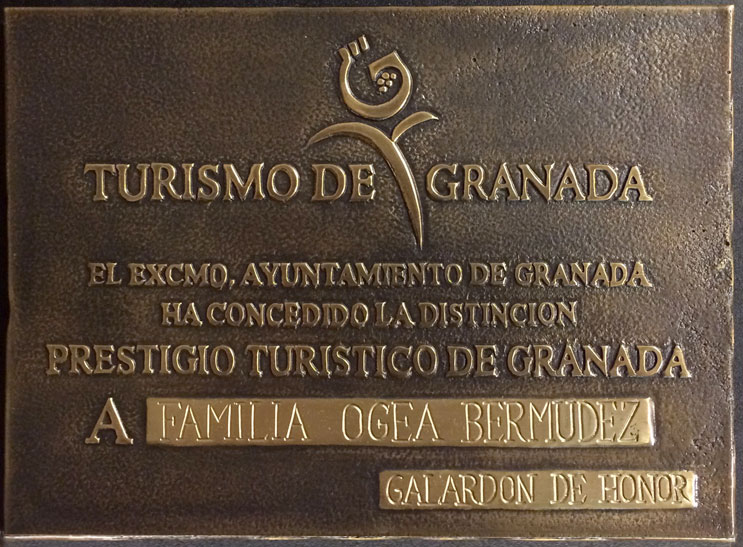 TURISMO DE GRANADA
EL EXCMO. AYUNTAMIENTO DE GRANADA
HA CONCEDIDO LA DISTINCION
PRESTIGIO TURISTICO DE GRANADA
A FAMILIA OGEA BERMUDEZ
GALARDON DE HONOR